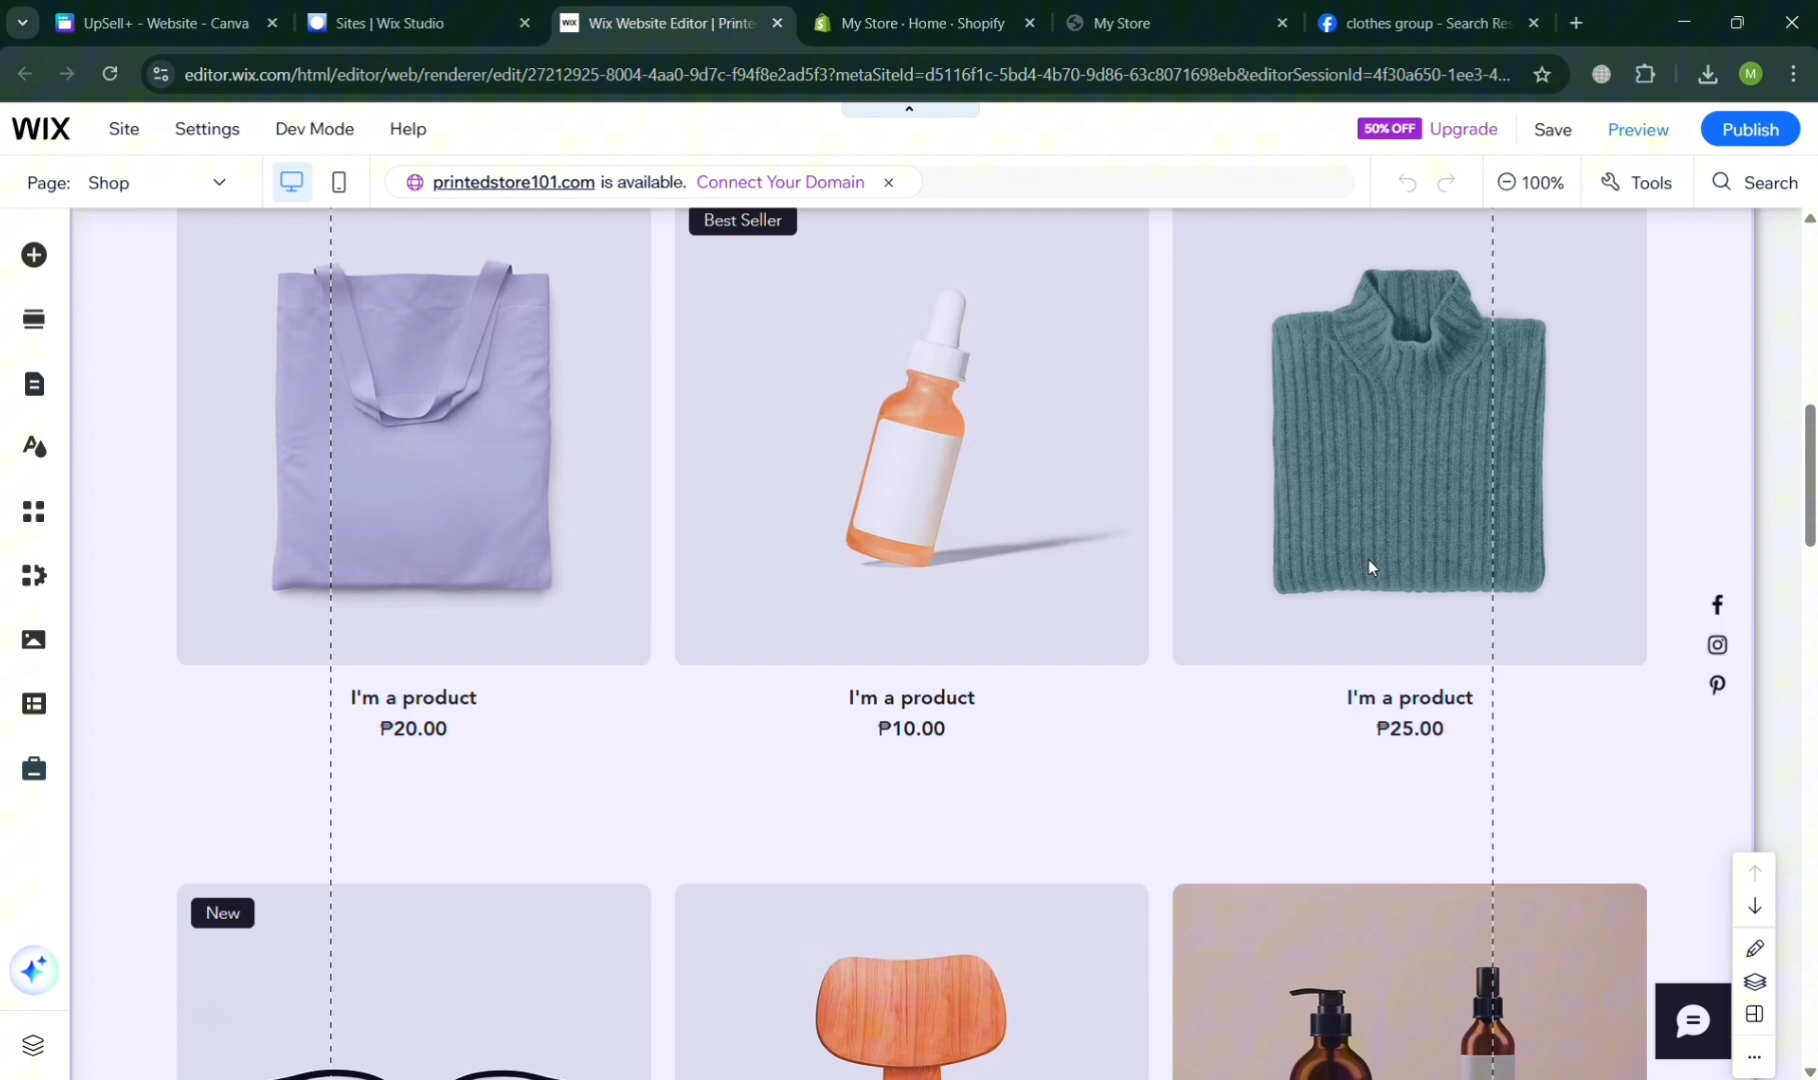 UpSell+ - Website - Canva
Sites | Wix Studio
WIX
Wix Website Editor | Printe
My Store · Home · Shopify
My Store
clothes group - Search Res
editor.wix.com/html/editor/web/renderer/edit/27212925-8004-4aa0-9d7c-f94f8e2ad5f3?metaSiteId=d5116f1c-5bd4-4b70-9d86-63c8071698eb&editorSessionId=4f30a650-1ee3-4...
M
WIX
Site
Settings
Dev Mode
Help
50% OFF
Upgrade
Save
Preview
Publish
Page: Shop
printedstore101.com is available. Connect Your Domain
100%
Tools
Search
Best Seller
I'm a product
₱20.00
I'm a product
₱10.00
I'm a product
₱25.00
New